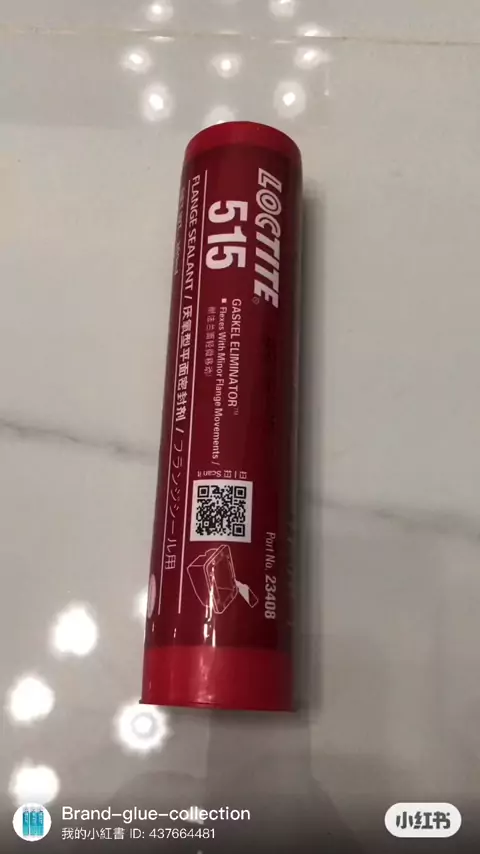 LOCTITE®
515
GASKEL ELIMINATOR™
■ Flexes With Minor Flange Movements /
FLANGE SEALANT / 厌氧型平面密封剂 / フランジシール用
Part No. 23408
Brand-glue-collection
我的小紅書 ID: 437664481
小红书